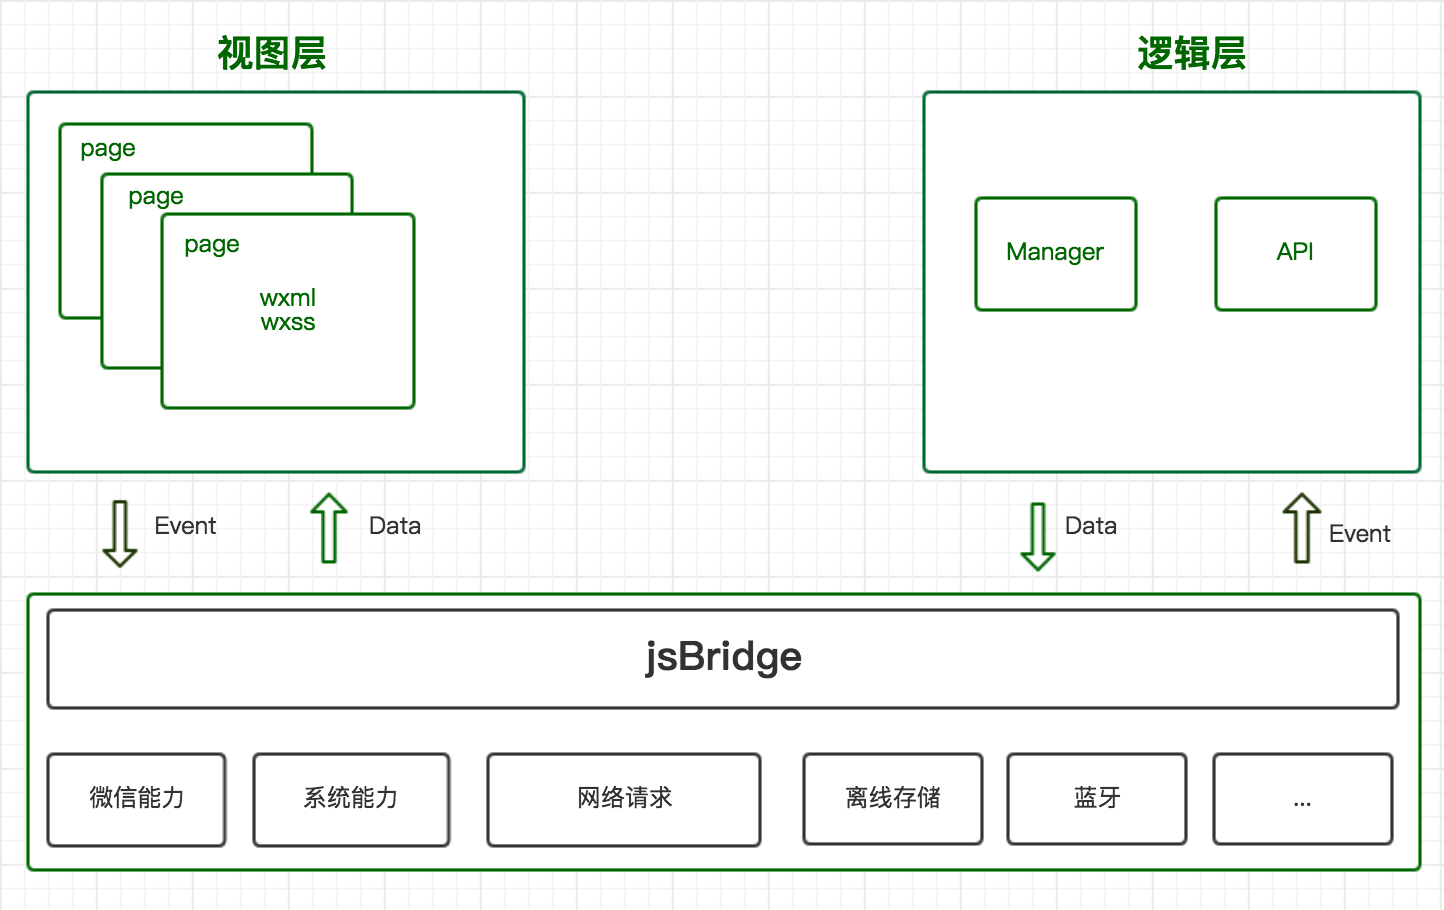 视图层
逻辑层
page
page
page
wxml
wxss
Manager
API
Event
Data
Data
Event
jsBridge
微信能力
系统能力
网络请求
离线存储
蓝牙
...